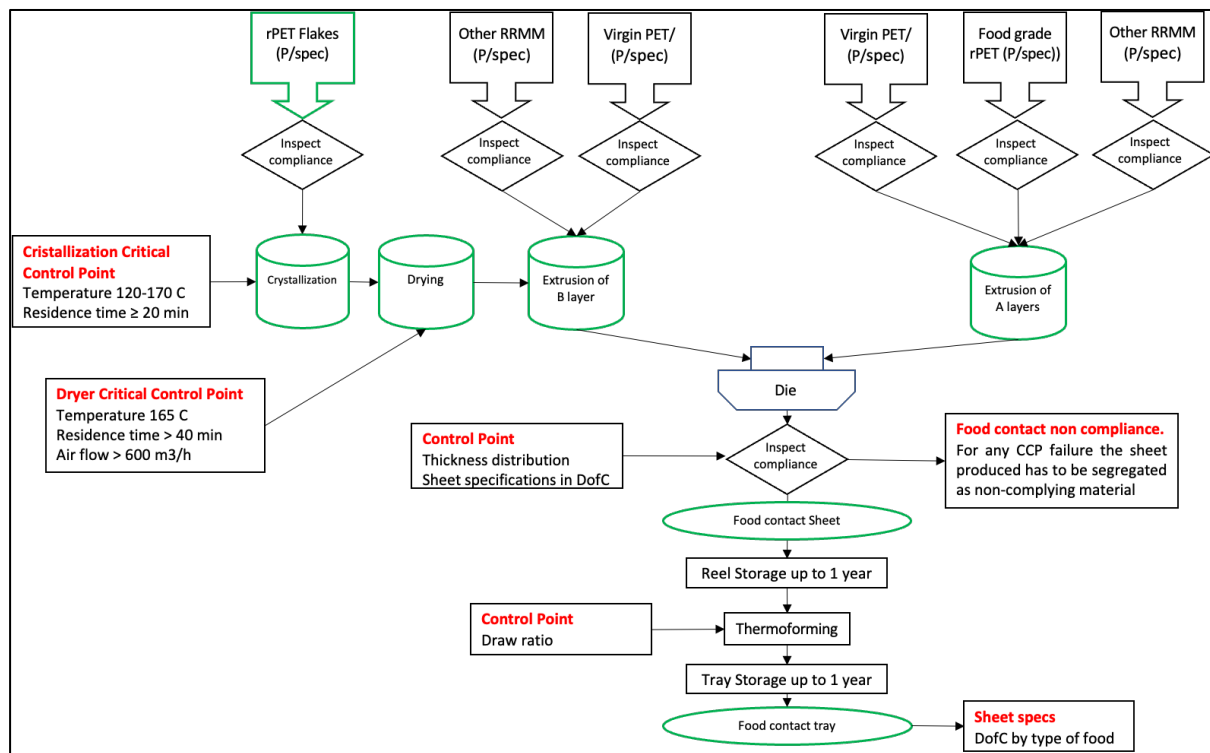 rPET Flakes
(P/spec)
Other RRMM
(P/spec)
Virgin PET/
(P/spec)
Virgin PET/
(P/spec)
Food grade
rPET (P/spec))
Other RRMM
(P/spec)
Inspect
compliance
Inspect
compliance
Inspect
compliance
Inspect
compliance
Inspect
compliance
Inspect
compliance
Cristallization Critical
Control Point
Temperature 120-170 C
Residence time ≥ 20 min
Crystallization
Drying
Extrusion of
B layer
Extrusion of
A layers
Dryer Critical Control Point
Temperature 165 C
Residence time > 40 min
Air flow > 600 m3/h
Die
Control Point
Thickness distribution
Sheet specifications in DofC
Inspect
compliance
Food contact non compliance.
For any CCP failure the sheet
produced has to be segregated
as non-complying material
Food contact Sheet
Reel Storage up to 1 year
Control Point
Draw ratio
Thermoforming
Tray Storage up to 1 year
Food contact tray
Sheet specs
DofC by type of food